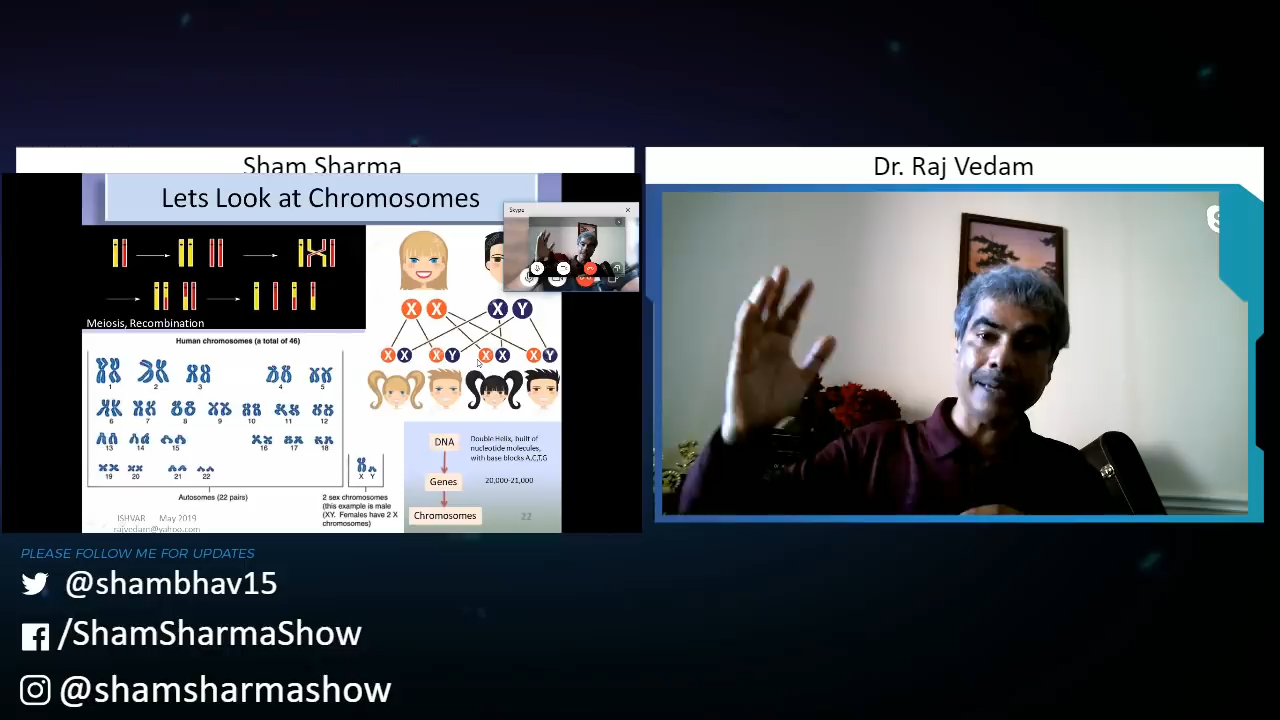 Sham Sharma
Dr. Raj Vedam
Lets Look at Chromosomes
Skype
Meiosis, Recombination
X X X Y
X X X Y X X X Y
Human chromosomes (a total of 46)
1 2 3 4 5
6 7 8 9 10 11 12
13 14 15 16 17 18
19 20 21 22
X Y
Autosomes (22 pairs)
2 sex chromosomes
(this example is male
(XY. Females have 2 X
chromosomes)
DNA
Double Helix, built of
nucleotide molecules,
with base blocks A,C,T,G
Genes
20,000-21,000
Chromosomes
22
ISHVAR May 2019
rajvedam@yahoo.com
PLEASE FOLLOW ME FOR UPDATES
@shambhav15
/ShamSharmaShow
@shamsharmashow